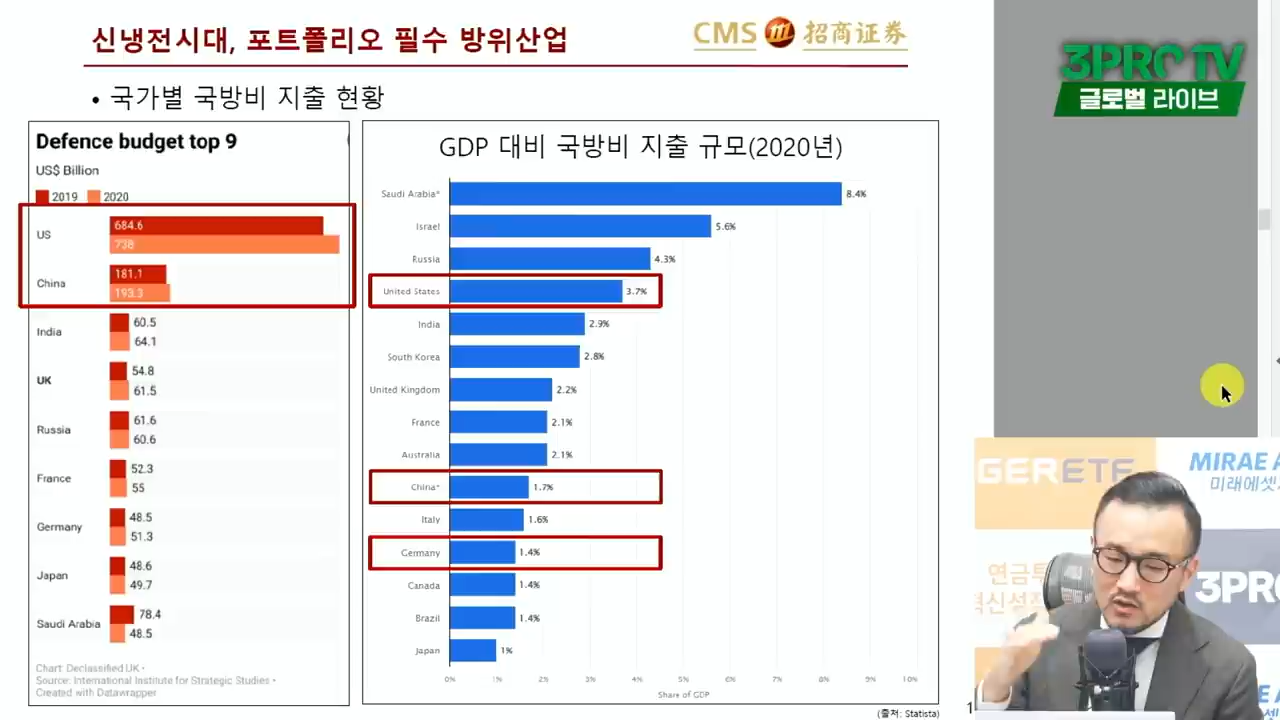 신냉전시대, 포트폴리오 필수 방위산업
CMS 招商证券
3PRO TV
글로벌 라이브
• 국가별 국방비 지출 현황
Defence budget top 9
US$ Billion
2019 2020
US 684.6
738
China 181.1
193.3
India 60.5
64.1
UK 54.8
61.5
Russia 61.6
60.6
France 52.3
55
Germany 48.5
51.3
Japan 48.6
49.7
Saudi Arabia 78.4
48.5
Chart: Declassified UK •
Source: International Institute for Strategic Studies •
Created with Datawrapper
GDP 대비 국방비 지출 규모(2020년)
Saudi Arabia* 8.4%
Israel 5.6%
Russia 4.3%
United States 3.7%
India 2.9%
South Korea 2.8%
United Kingdom 2.2%
France 2.1%
Australia 2.1%
China* 1.7%
Italy 1.6%
Germany 1.4%
Canada 1.4%
Brazil 1.4%
Japan 1%
0% 1% 2% 3% 4% 5% 6% 7% 8% 9% 10%
Share of GDP
(출처: Statista)
1
GERETF
MIRAE A
미래에셋
연금투
혁신성
3PR